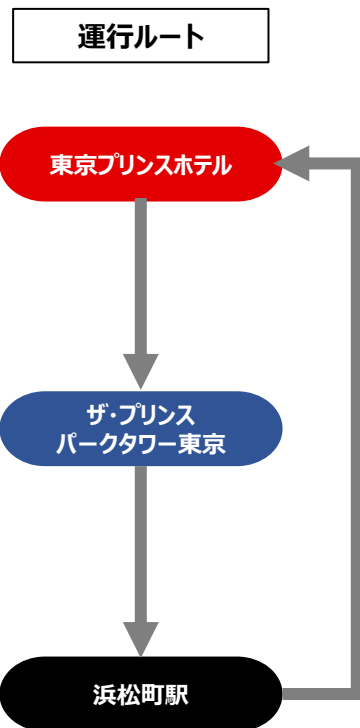 運行ルート
東京プリンスホテル
ザ・プリンス
パークタワー東京
浜松町駅